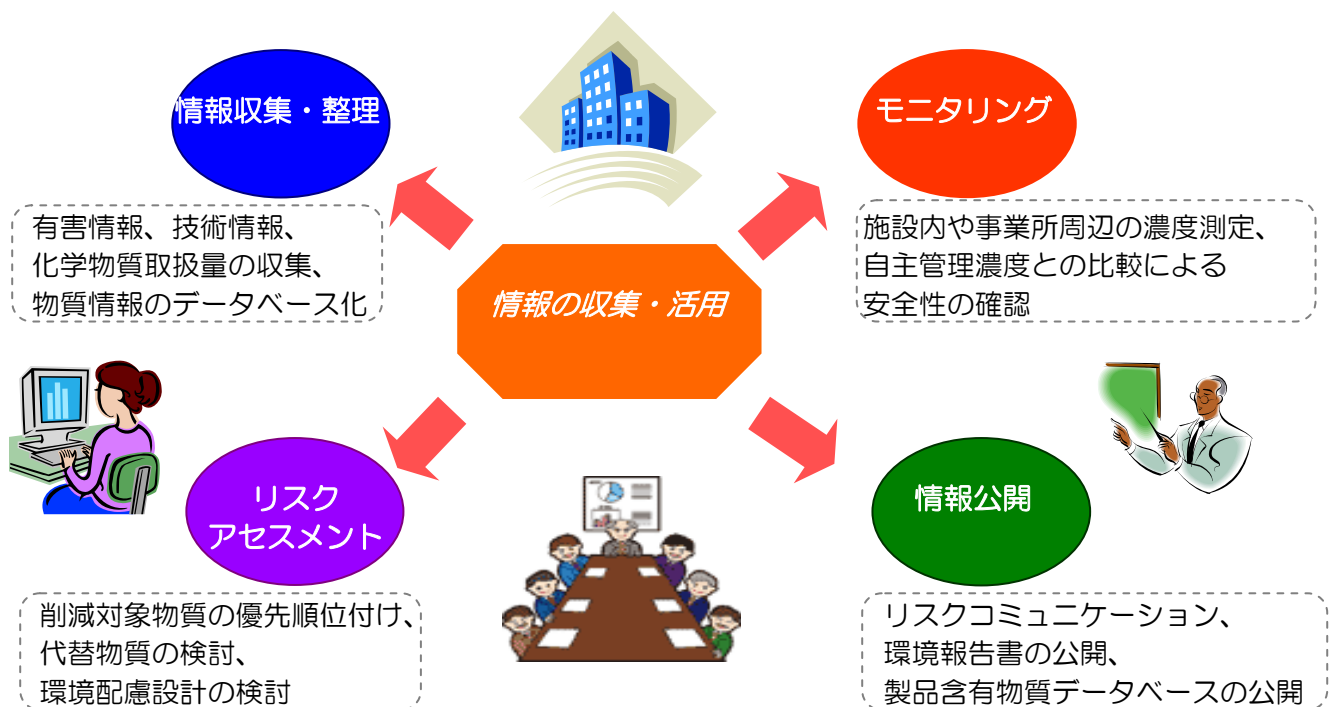 情報収集・整理
有害情報、技術情報、
化学物質取扱量の収集、
物質情報のデータベース化
モニタリング
施設内や事業所周辺の濃度測定、
自主管理濃度との比較による
安全性の確認
情報の収集・活用
リスク
アセスメント
削減対象物質の優先順位付け、
代替物質の検討、
環境配慮設計の検討
情報公開
リスクコミュニケーション、
環境報告書の公開、
製品含有物質データベースの公開